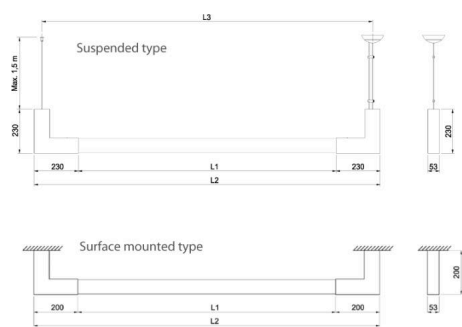 L3
Suspended type
Max. 1,5 m
230
230
230
L1
230
53
L2
Surface mounted type
200
200
L1
200
53
L2